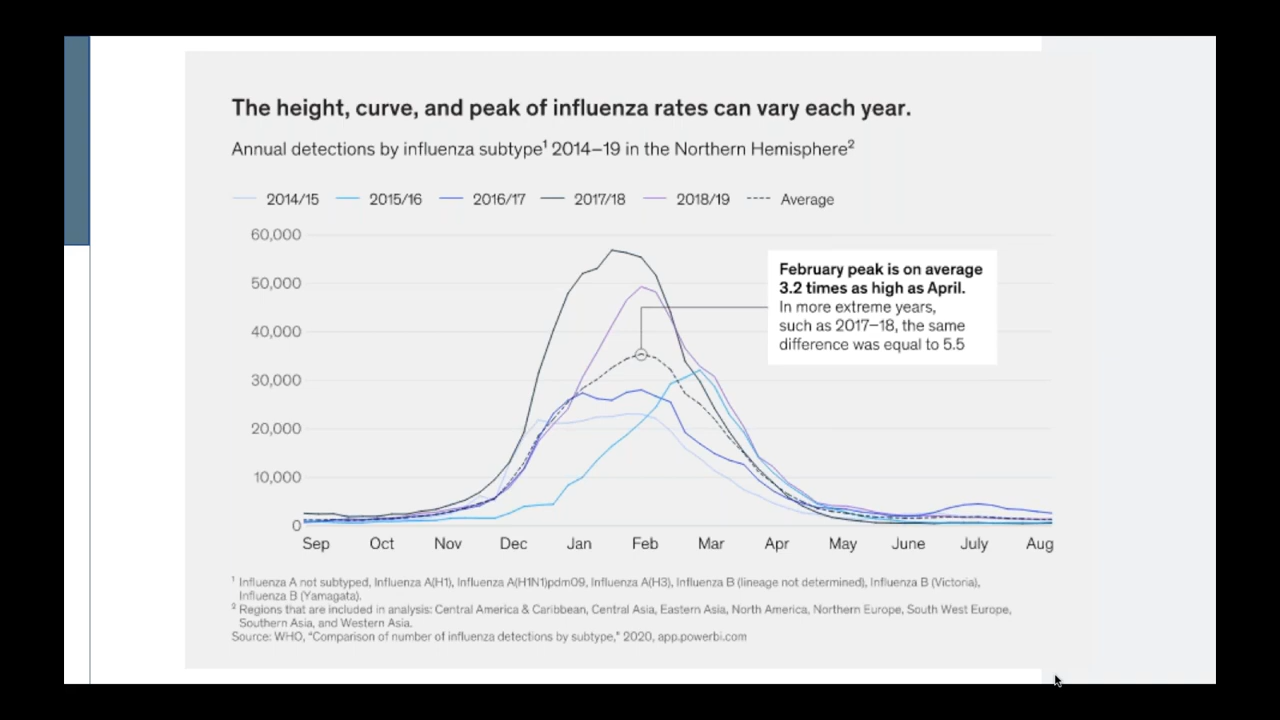 The height, curve, and peak of influenza rates can vary each year.
Annual detections by influenza subtype¹ 2014–19 in the Northern Hemisphere²
2014/15 2015/16 2016/17 2017/18 2018/19 Average
60,000
50,000
40,000
30,000
20,000
10,000
0
February peak is on average
3.2 times as high as April.
In more extreme years,
such as 2017–18, the same
difference was equal to 5.5
Sep Oct Nov Dec Jan Feb Mar Apr May June July Aug
¹ Influenza A not subtyped, Influenza A(H1), Influenza A(H1N1)pdm09, Influenza A(H3), Influenza B (lineage not determined), Influenza B (Victoria),
Influenza B (Yamagata).
² Regions that are included in analysis: Central America & Caribbean, Central Asia, Eastern Asia, North America, Northern Europe, South West Europe,
Southern Asia, and Western Asia.
Source: WHO, “Comparison of number of influenza detections by subtype,” 2020, app.powerbi.com